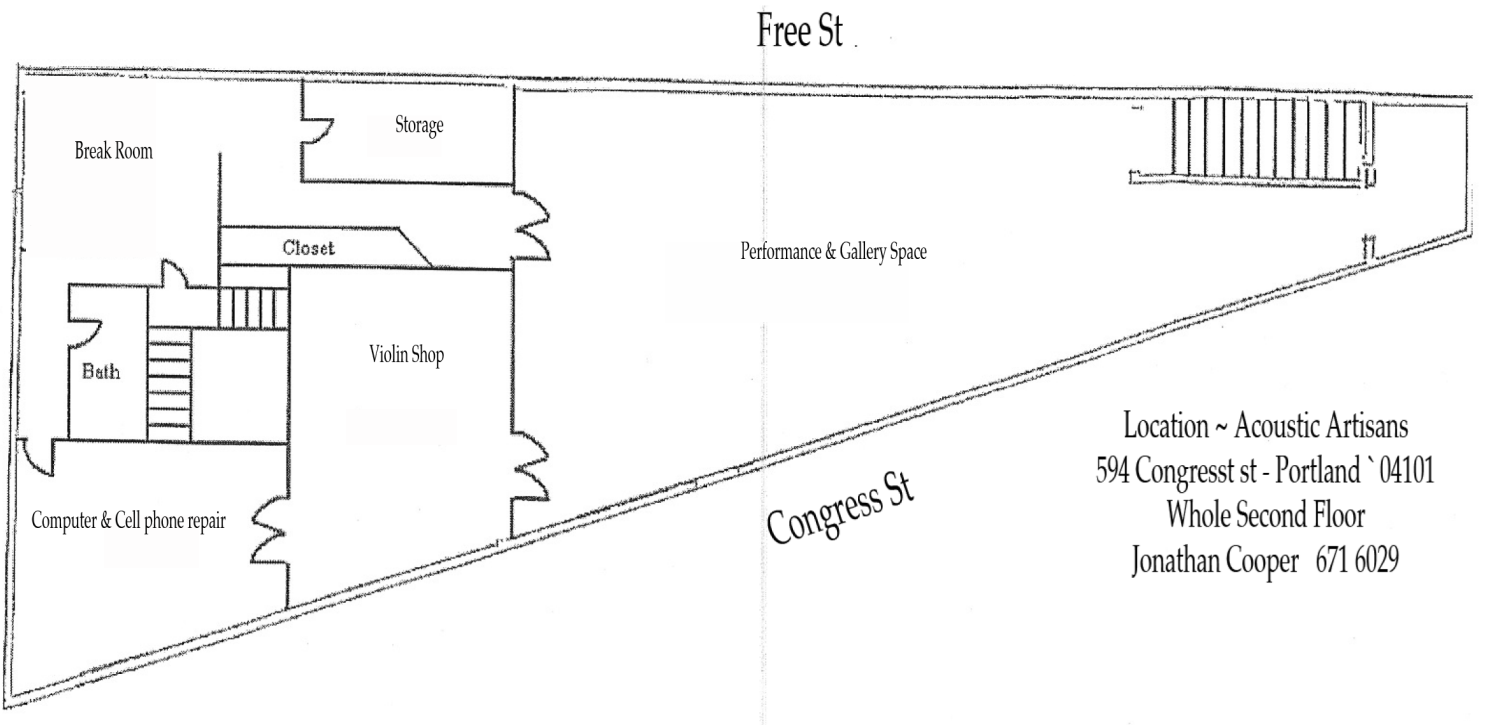 Free St
Storage
Break Room
Closet
Performance & Gallery Space
Violin Shop
Bath
Location ~ Acoustic Artisans
594 Congresst st - Portland ` 04101
Whole Second Floor
Jonathan Cooper 671 6029
Congress St
Computer & Cell phone repair